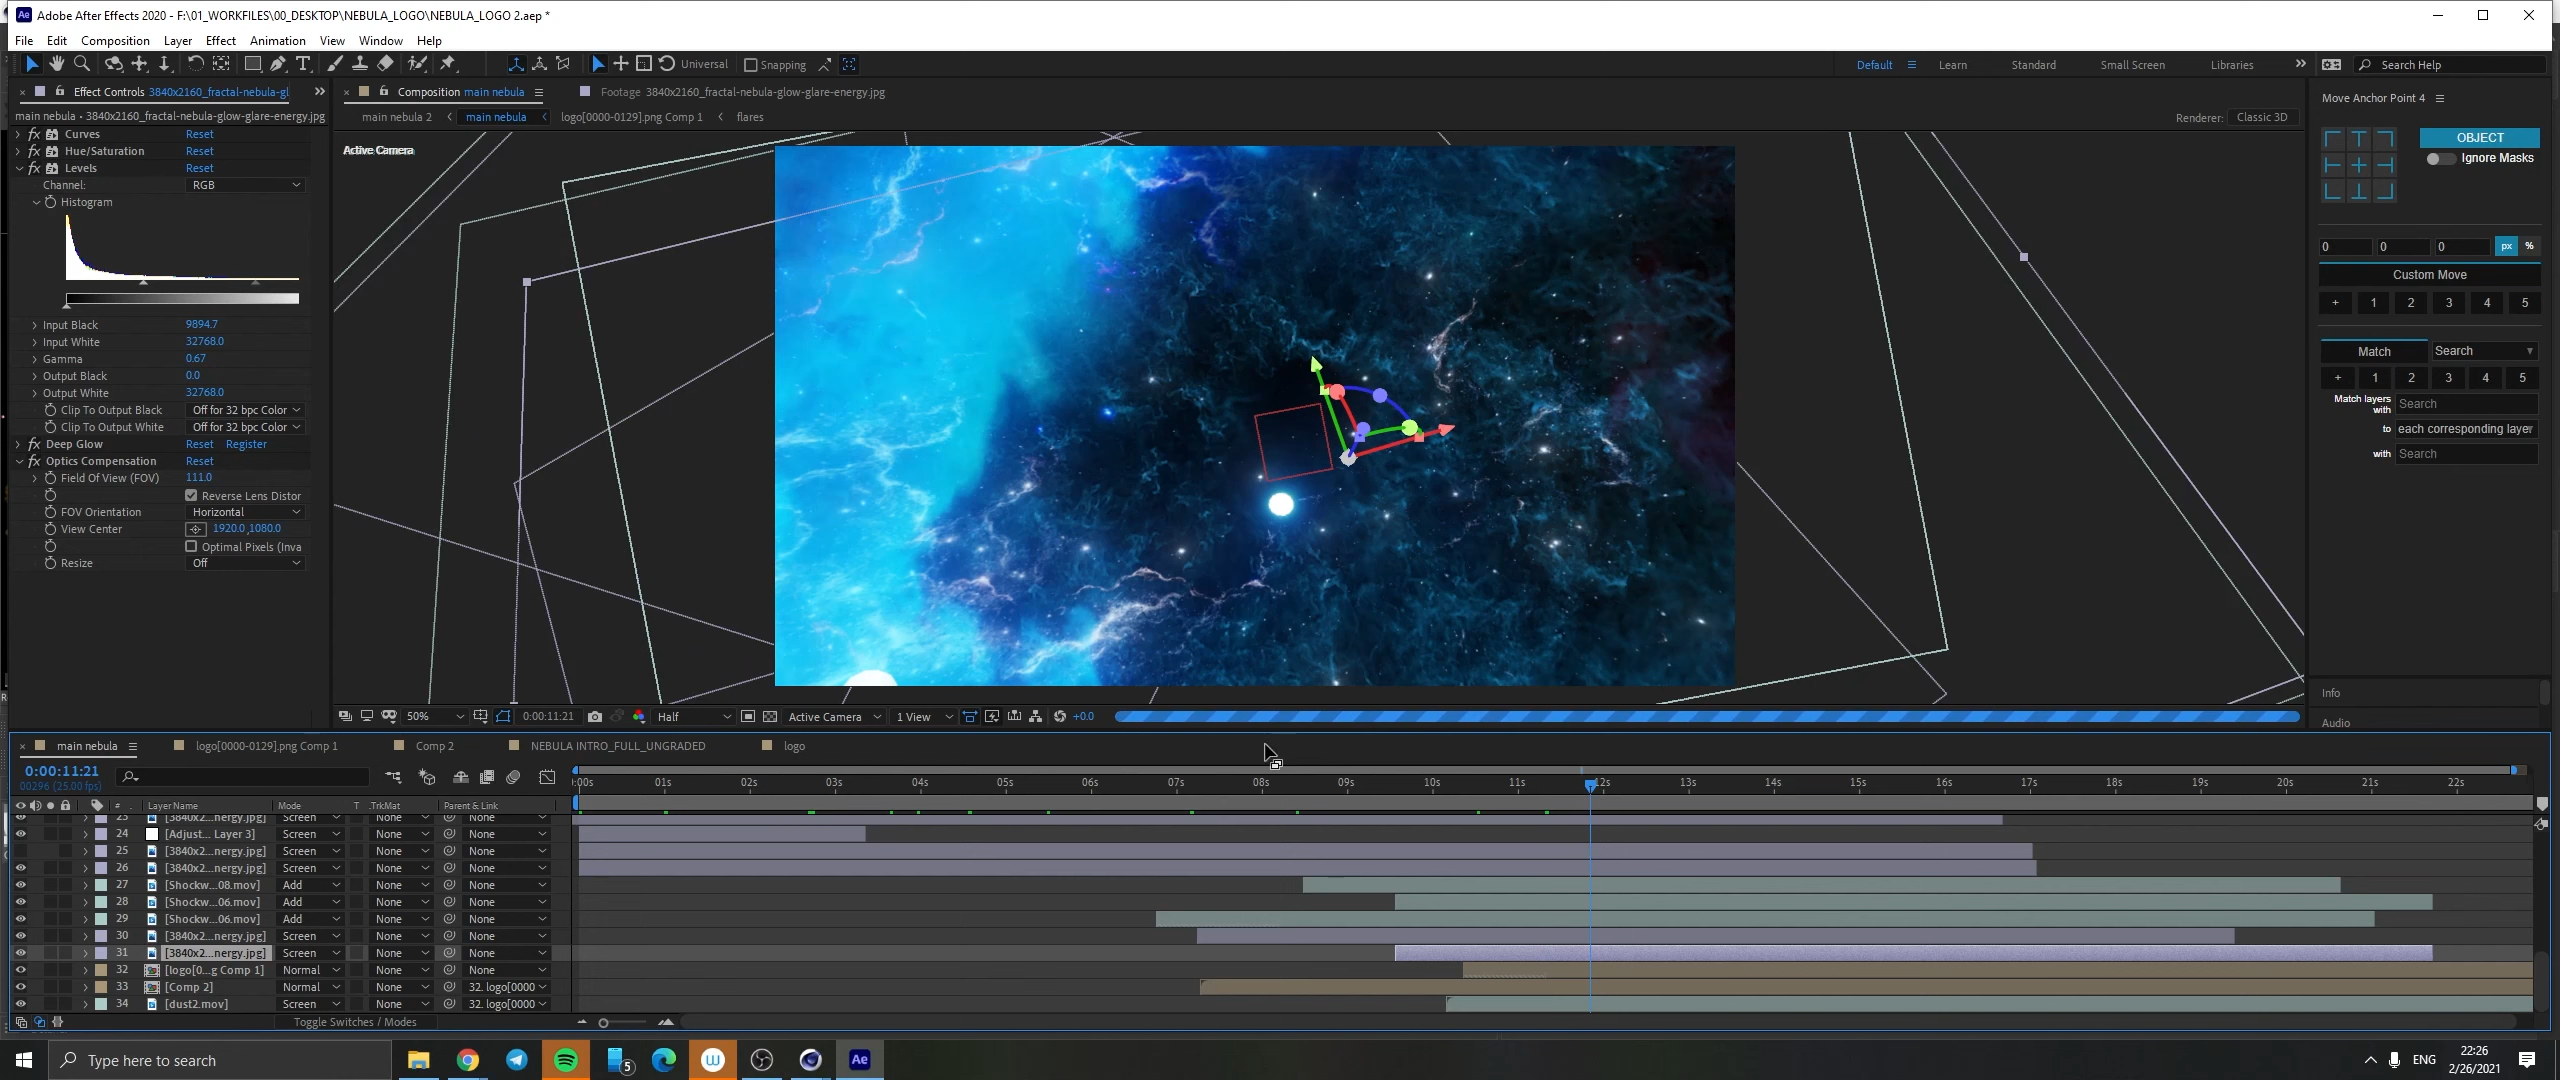 Adobe After Effects 2020 - F:\01_WORKFILES\00_DESKTOP\NEBULA_LOGO\NEBULA_LOGO 2.aep *
File Edit Composition Layer Effect Animation View Window Help
Universal Snapping Default Learn Standard Small Screen Libraries Search Help
Effect Controls 3840x2160_fractal-nebula-gl
main nebula • 3840x2160_fractal-nebula-glow-glare-energy.jpg
fx Curves Reset
fx Hue/Saturation Reset
fx Levels Reset
Channel: RGB
Histogram
Input Black 9894.7
Input White 32768.0
Gamma 0.67
Output Black 0.0
Output White 32768.0
Clip To Output Black Off for 32 bpc Color
Clip To Output White Off for 32 bpc Color
fx Deep Glow Reset Register
fx Optics Compensation Reset
Field Of View (FOV) 111.0
Reverse Lens Distor
FOV Orientation Horizontal
View Center 1920.0,1080.0
Optimal Pixels (Inva
Resize Off
Composition main nebula Footage 3840x2160_fractal-nebula-glow-glare-energy.jpg
main nebula 2 main nebula logo[0000-0129].png Comp 1 flares
Renderer: Classic 3D
Active Camera
50% 0:00:11:21 Half Active Camera 1 View +0.0
Move Anchor Point 4
OBJECT
Ignore Masks
0 0 0 px %
Custom Move
+ 1 2 3 4 5
Match Search
+ 1 2 3 4 5
Match layers with Search
to each corresponding layer
with Search
Info
Audio
main nebula logo[0000-0129].png Comp 1 Comp 2 NEBULA INTRO_FULL_UNGRADED logo
0:00:11:21
00296 (25.00 fps)
:00s 01s 02s 03s 04s 05s 06s 07s 08s 09s 10s 11s 12s 13s 14s 15s 16s 17s 18s 19s 20s 21s 22s
# Layer Name Mode T .TrkMat Parent & Link
23 [3840x2...nergy.jpg] Screen None None
24 [Adjust... Layer 3] Screen None None
25 [3840x2...nergy.jpg] Screen None None
26 [3840x2...nergy.jpg] Screen None None
27 [Shockw...08.mov] Add None None
28 [Shockw...06.mov] Add None None
29 [Shockw...06.mov] Add None None
30 [3840x2...nergy.jpg] Screen None None
31 [3840x2...nergy.jpg] Screen None None
32 [logo[0...g Comp 1] Normal None None
33 [Comp 2] Normal None 32. logo[0000
34 [dust2.mov] Screen None 32. logo[0000
Toggle Switches / Modes
Type here to search
5
Ae
ENG
22:26
2/26/2021